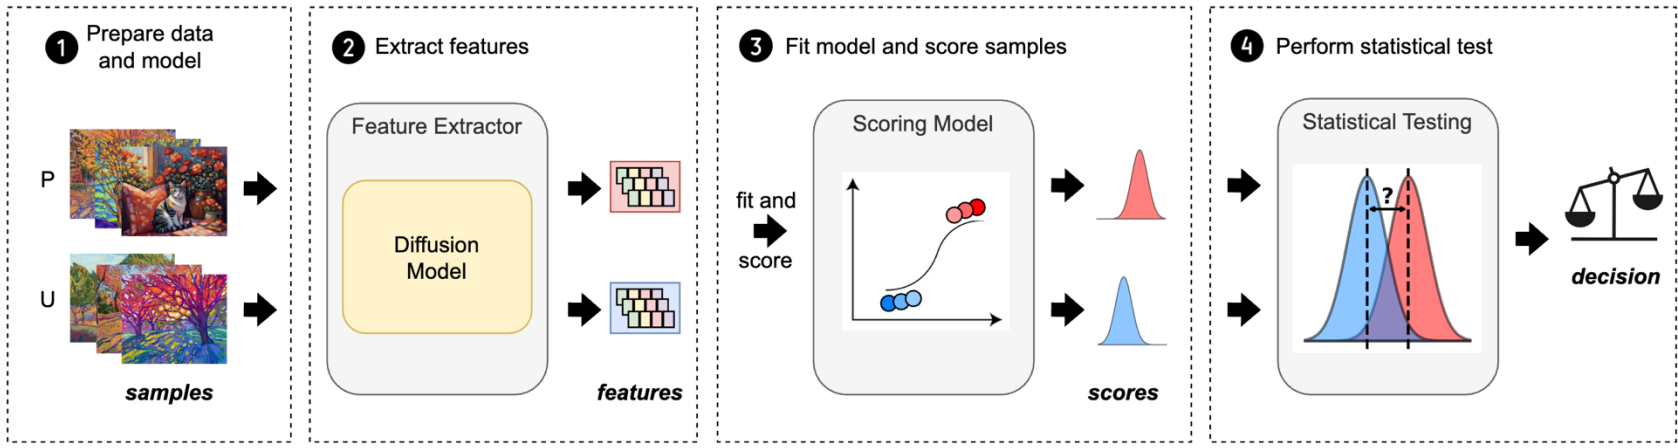 1 Prepare data
and model
P
U
samples
2 Extract features
Feature Extractor
Diffusion
Model
features
3 Fit model and score samples
fit and
score
Scoring Model
scores
4 Perform statistical test
Statistical Testing
?
decision